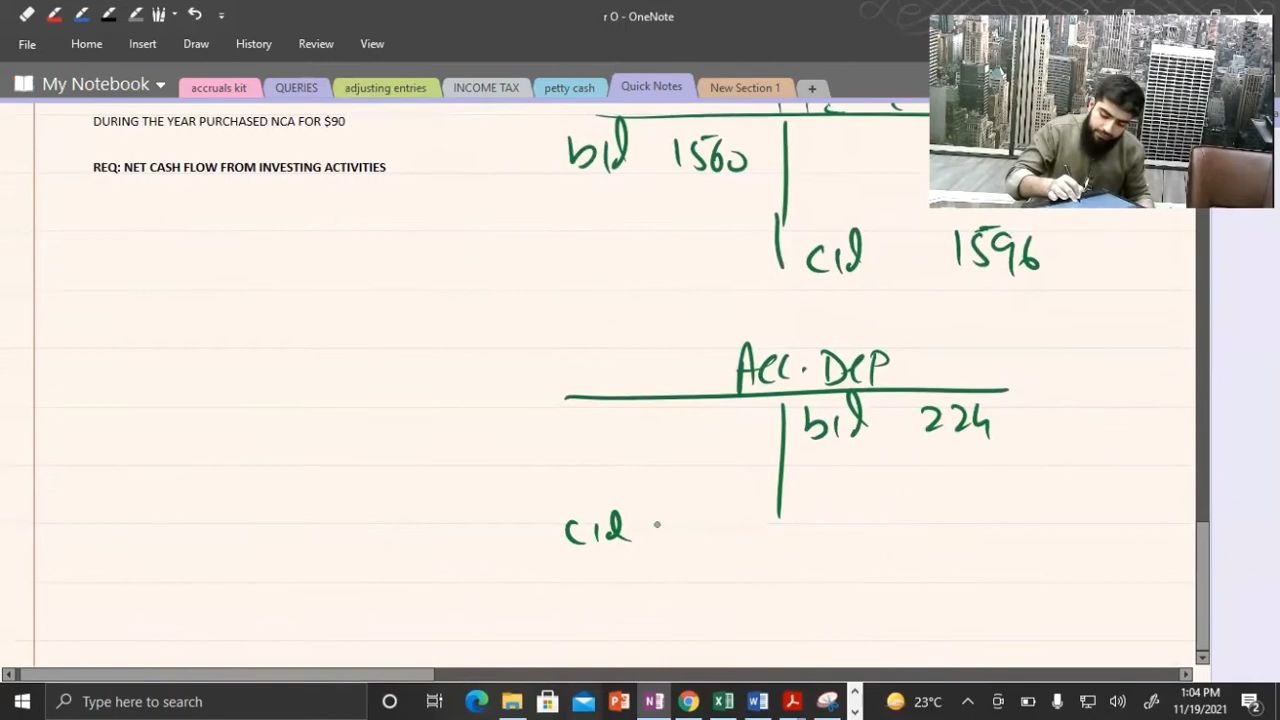 r O - OneNote
File Home Insert Draw History Review View
My Notebook accruals kit QUERIES adjusting entries INCOMETAX petty cash Quick Notes New Section 1
DURING THE YEAR PURCHASED NCA FOR $90
REQ: NET CASH FLOW FROM INVESTING ACTIVITIES
b/d 1560
c/d 1596
Acc. Dep
b/d 224
c/d
Type here to search
23°C
1:04 PM
11/19/2021
2